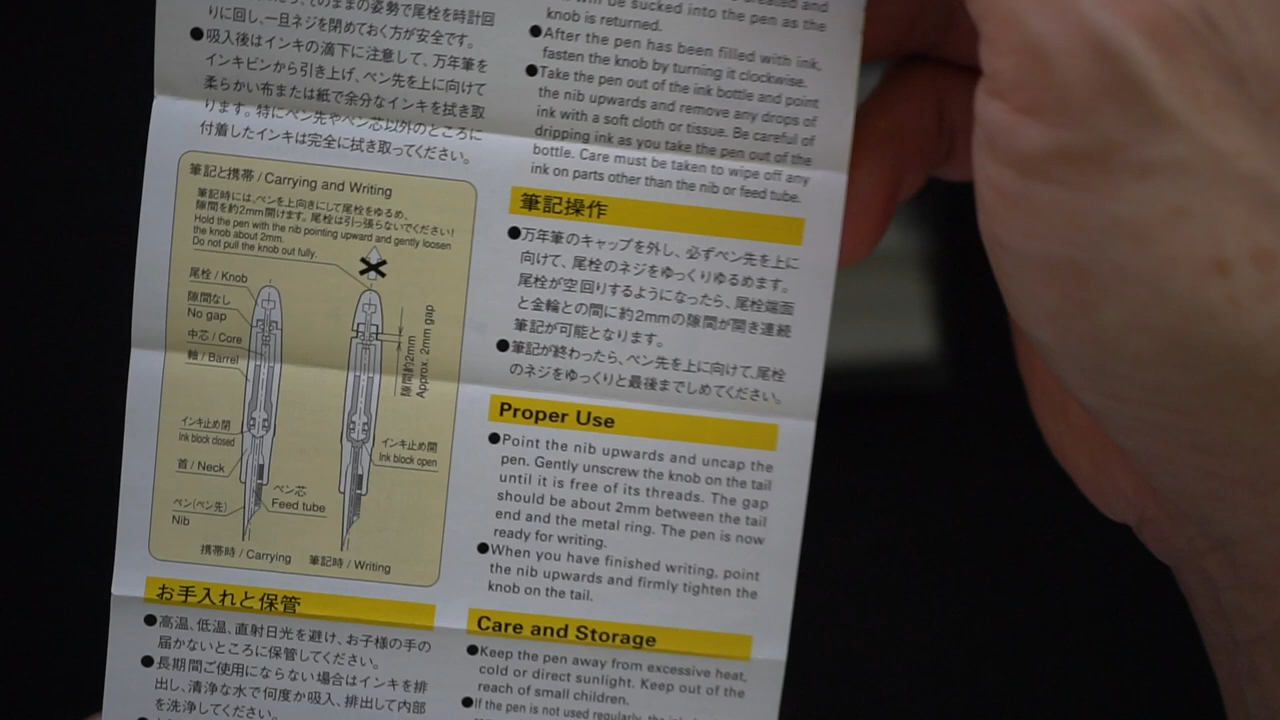 そのままの姿勢で尾栓を時計回
りに回し、一旦ネジを閉めておく方が安全です。
●吸入後はインキの滴下に注意して、万年筆を
インキビンから引き上げ、ペン先を上に向けて
柔らかい布または紙で余分なインキを拭き取
ります。特にペン先やペン芯以外のところに
付着したインキは完全に拭き取ってください。
筆記と携帯 / Carrying and Writing
筆記時には、ペンを上向きにして尾栓をゆるめ、
隙間を約2mm開けます。尾栓は引っ張らないでください!
Hold the pen with the nib pointing upward and gently loosen
the knob about 2mm.
Do not pull the knob out fully.
尾栓 / Knob
隙間なし
No gap
中芯 / Core
軸 / Barrel
隙間約2mm
Approx. 2mm gap
インキ止め閉
Ink block closed
インキ止め開
Ink block open
首 / Neck
ペン芯
Feed tube
ペン(ペン先)
Nib
携帯時 / Carrying
筆記時 / Writing
お手入れと保管
●高温、低温、直射日光を避け、お子様の手の
届かないところに保管してください。
●長期間ご使用にならない場合はインキを排
出し、清浄な水で何度か吸入、排出して内部
を洗浄してください。
be sucked into the pen as the
knob is returned.
●After the pen has been filled with ink,
fasten the knob by turning it clockwise.
●Take the pen out of the ink bottle and point
the nib upwards and remove any drops of
ink with a soft cloth or tissue. Be careful of
dripping ink as you take the pen out of the
bottle. Care must be taken to wipe off any
ink on parts other than the nib or feed tube.
筆記操作
●万年筆のキャップを外し、必ずペン先を上に
向けて、尾栓のネジをゆっくりゆるめます。
尾栓が空回りするようになったら、尾栓端面
と金輪との間に約2mmの隙間が開き連続
筆記が可能となります。
●筆記が終わったら、ペン先を上に向けて、尾栓
のネジをゆっくりと最後までしめてください。
Proper Use
●Point the nib upwards and uncap the
pen. Gently unscrew the knob on the tail
until it is free of its threads. The gap
should be about 2mm between the tail
end and the metal ring. The pen is now
ready for writing.
●When you have finished writing, point
the nib upwards and firmly tighten the
knob on the tail.
Care and Storage
●Keep the pen away from excessive heat,
cold or direct sunlight. Keep out of the
reach of small children.
●If the pen is not used regularly, the ink